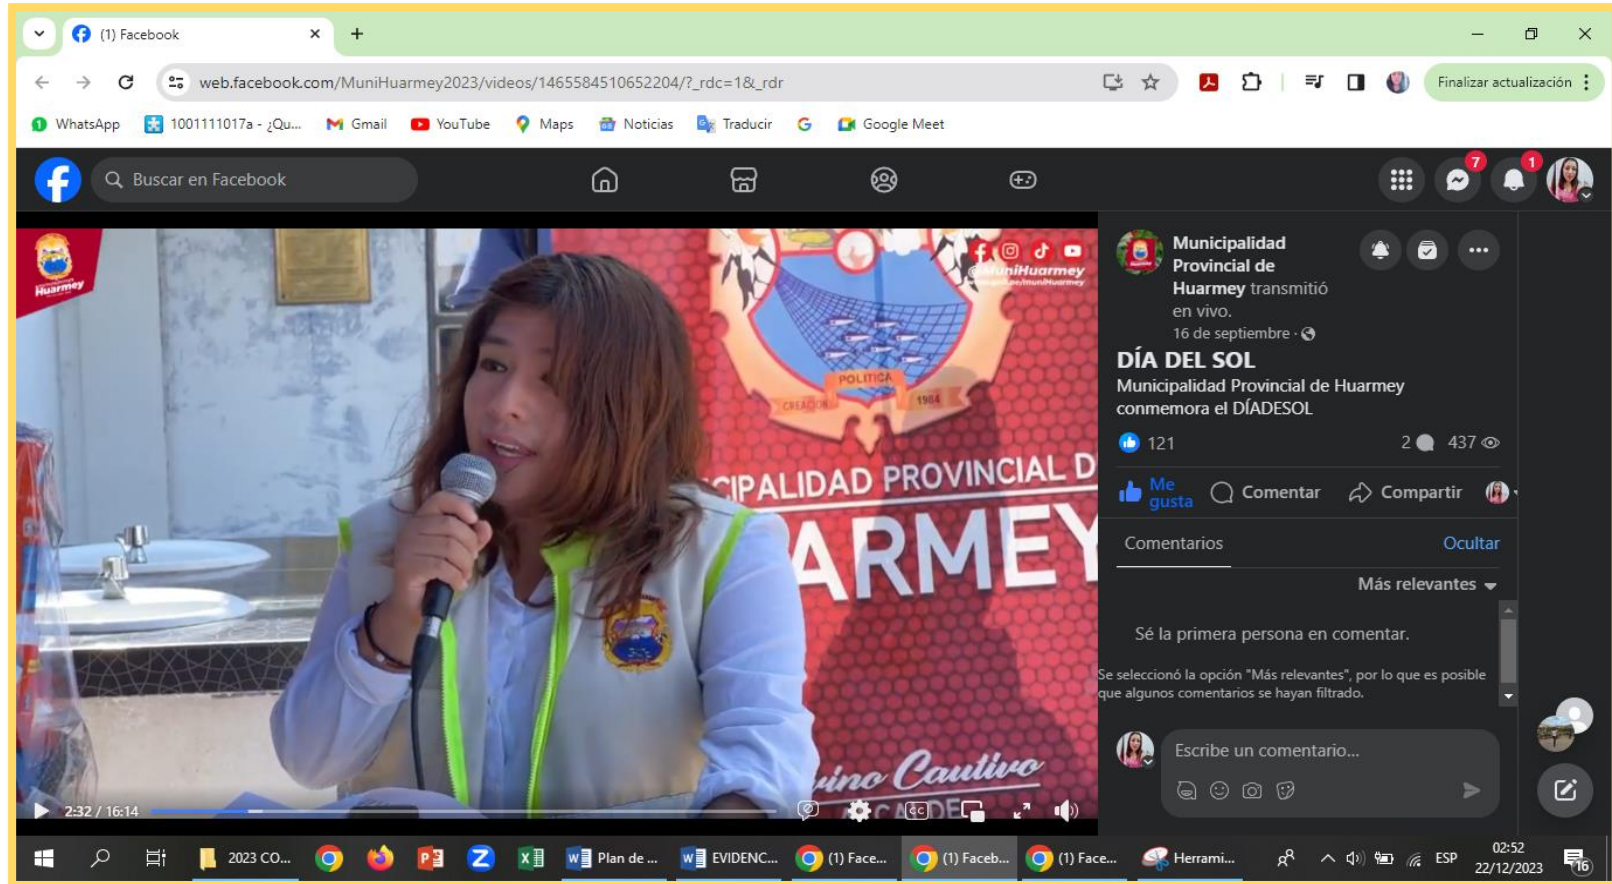 (1) Facebook
web.facebook.com/MuniHuarmey2023/videos/1465584510652204/?_rdc=1&_rdr
Finalizar actualización
WhatsApp
1001111017a - ¿Qu...
Gmail
YouTube
Maps
Noticias
Traducir
Google Meet
Buscar en Facebook
7
1
Huarmey
@MuniHuarmey
POLITICA
CREACION
1984
CIPALIDAD PROVINCIAL D
ARMEY
vino Cautivo
ALCALDE
2:32 / 16:14
Municipalidad
Provincial de
Huarmey transmitió
en vivo.
16 de septiembre ·
DÍA DEL SOL
Municipalidad Provincial de Huarmey
conmemora el DÍADESOL
121
2
437
Me
gusta
Comentar
Compartir
Comentarios
Ocultar
Más relevantes
Sé la primera persona en comentar.
Se seleccionó la opción "Más relevantes", por lo que es posible
que algunos comentarios se hayan filtrado.
Escribe un comentario...
2023 CO...
Plan de ...
EVIDENC...
(1) Face...
(1) Faceb...
(1) Face...
Herrami...
ESP
02:52
22/12/2023
16